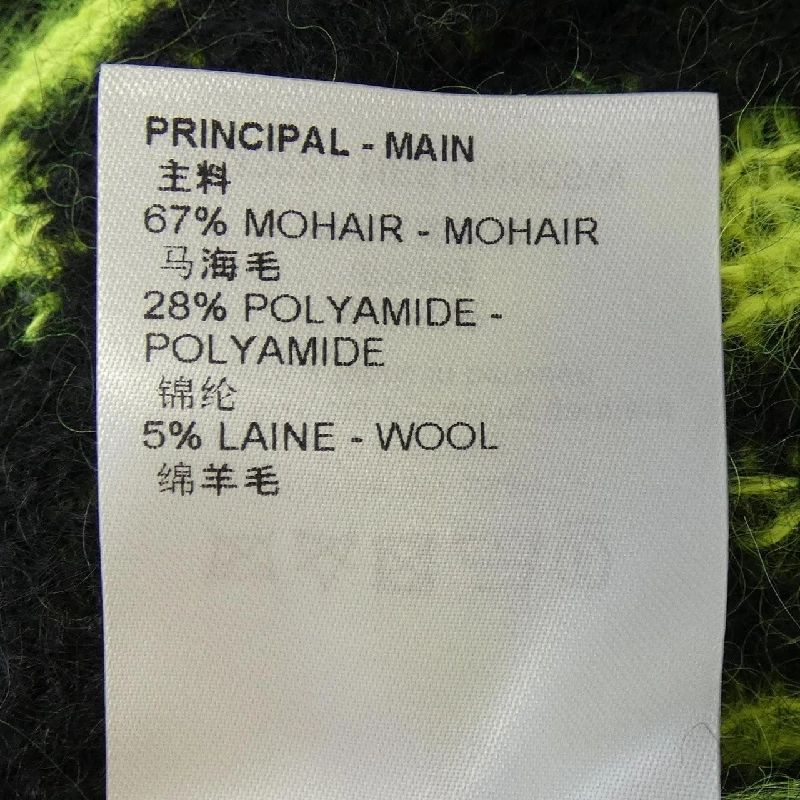 PRINCIPAL - MAIN
主料
67% MOHAIR - MOHAIR
马海毛
28% POLYAMIDE -
POLYAMIDE
锦纶
5% LAINE - WOOL
绵羊毛